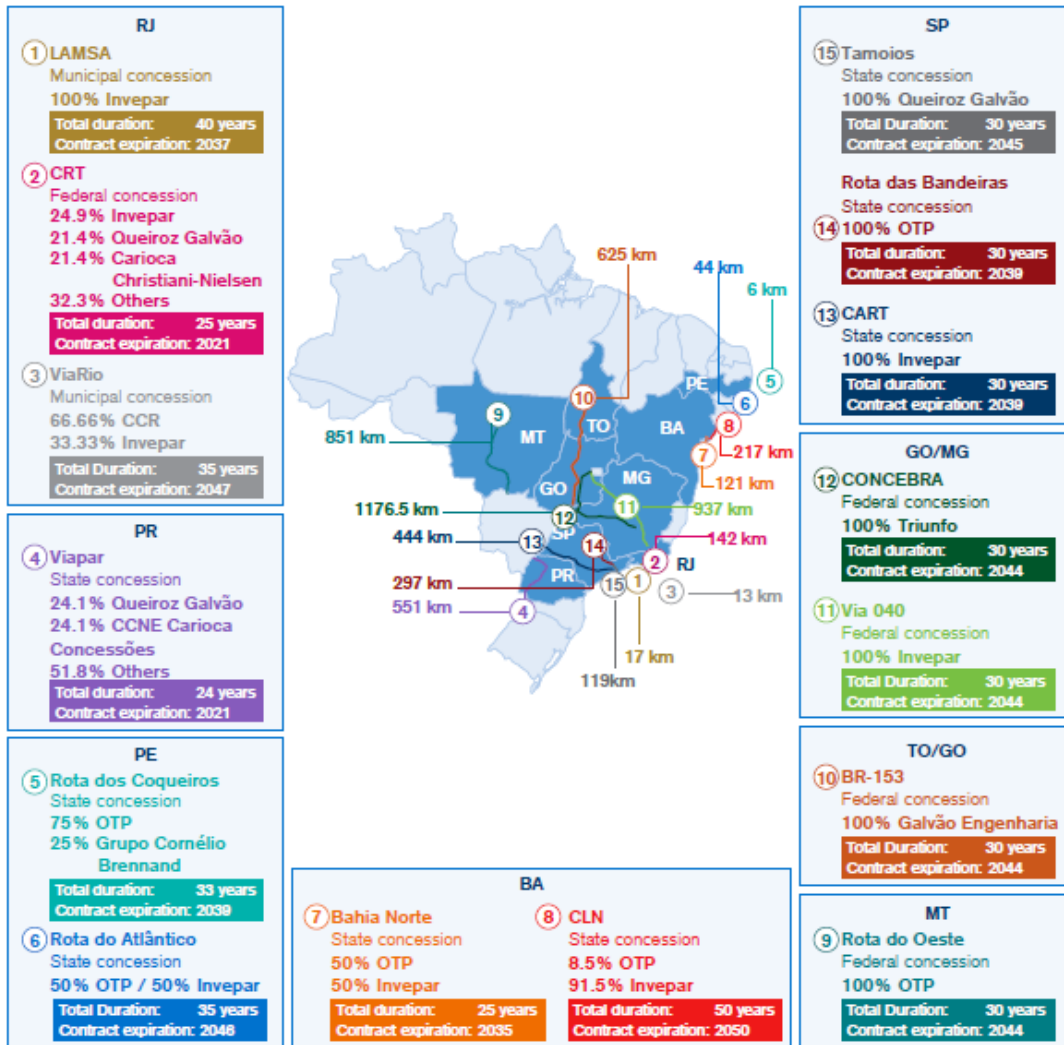 RJ
1 LAMSA
Municipal concession
100% Invepar
Total duration: 40 years
Contract expiration: 2037
2 CRT
Federal concession
24.9% Invepar
21.4% Queiroz Galvão
21.4% Carioca
Christiani-Nielsen
32.3% Others
Total duration: 25 years
Contract expiration: 2021
3 ViaRio
Municipal concession
66.66% CCR
33.33% Invepar
Total Duration: 35 years
Contract expiration: 2047
PR
4 Viapar
State concession
24.1% Queiroz Galvão
24.1% CCNE Carioca
Concessões
51.8% Others
Total duration: 24 years
Contract expiration: 2021
PE
5 Rota dos Coqueiros
State concession
75% OTP
25% Grupo Cornélio
Brennand
Total duration: 33 years
Contract expiration: 2039
6 Rota do Atlântico
State concession
50% OTP / 50% Invepar
Total Duration: 35 years
Contract expiration: 2046
625 km
44 km
6 km
PE
5
10
6
9
8
TO
BA
MT
851 km
217 km
7
MG
121 km
GO
11
1176.5 km
937 km
12
SP
444 km
13
14
142 km
2
RJ
PR
15
1
297 km
3
13 km
551 km
4
17 km
119km
BA
7 Bahia Norte
State concession
50% OTP
50% Invepar
Total Duration: 25 years
Contract expiration: 2035
8 CLN
State concession
8.5% OTP
91.5% Invepar
Total Duration: 50 years
Contract expiration: 2050
SP
15 Tamoios
State concession
100% Queiroz Galvão
Total Duration: 30 years
Contract expiration: 2045
Rota das Bandeiras
State concession
14 100% OTP
Total duration: 30 years
Contract expiration: 2039
13 CART
State concession
100% Invepar
Total duration: 30 years
Contract expiration: 2039
GO/MG
12 CONCEBRA
Federal concession
100% Triunfo
Total duration: 30 years
Contract expiration: 2044
11 Via 040
Federal concession
100% Invepar
Total duration: 30 years
Contract expiration: 2044
TO/GO
10 BR-153
Federal concession
100% Galvão Engenharia
Total Duration: 30 years
Contract expiration: 2044
MT
9 Rota do Oeste
Federal concession
100% OTP
Total duration: 30 years
Contract expiration: 2044